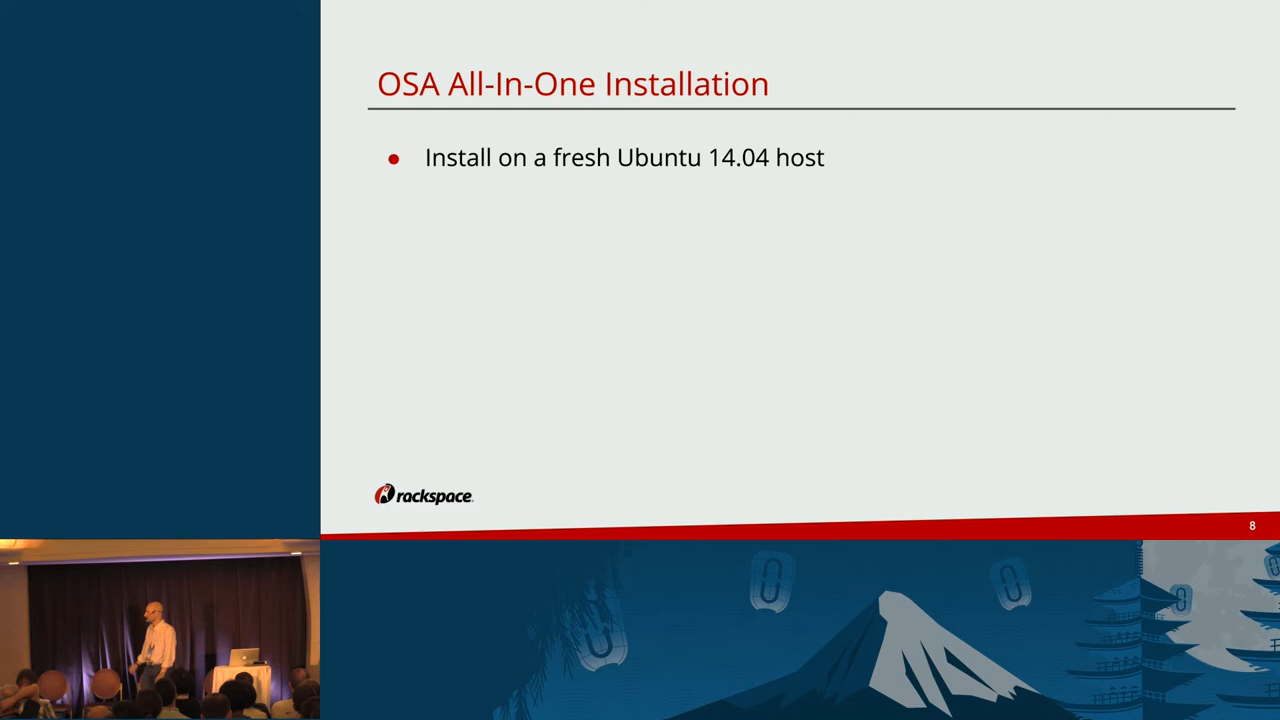 OSA All-In-One Installation
● Install on a fresh Ubuntu 14.04 host
rackspace.
8